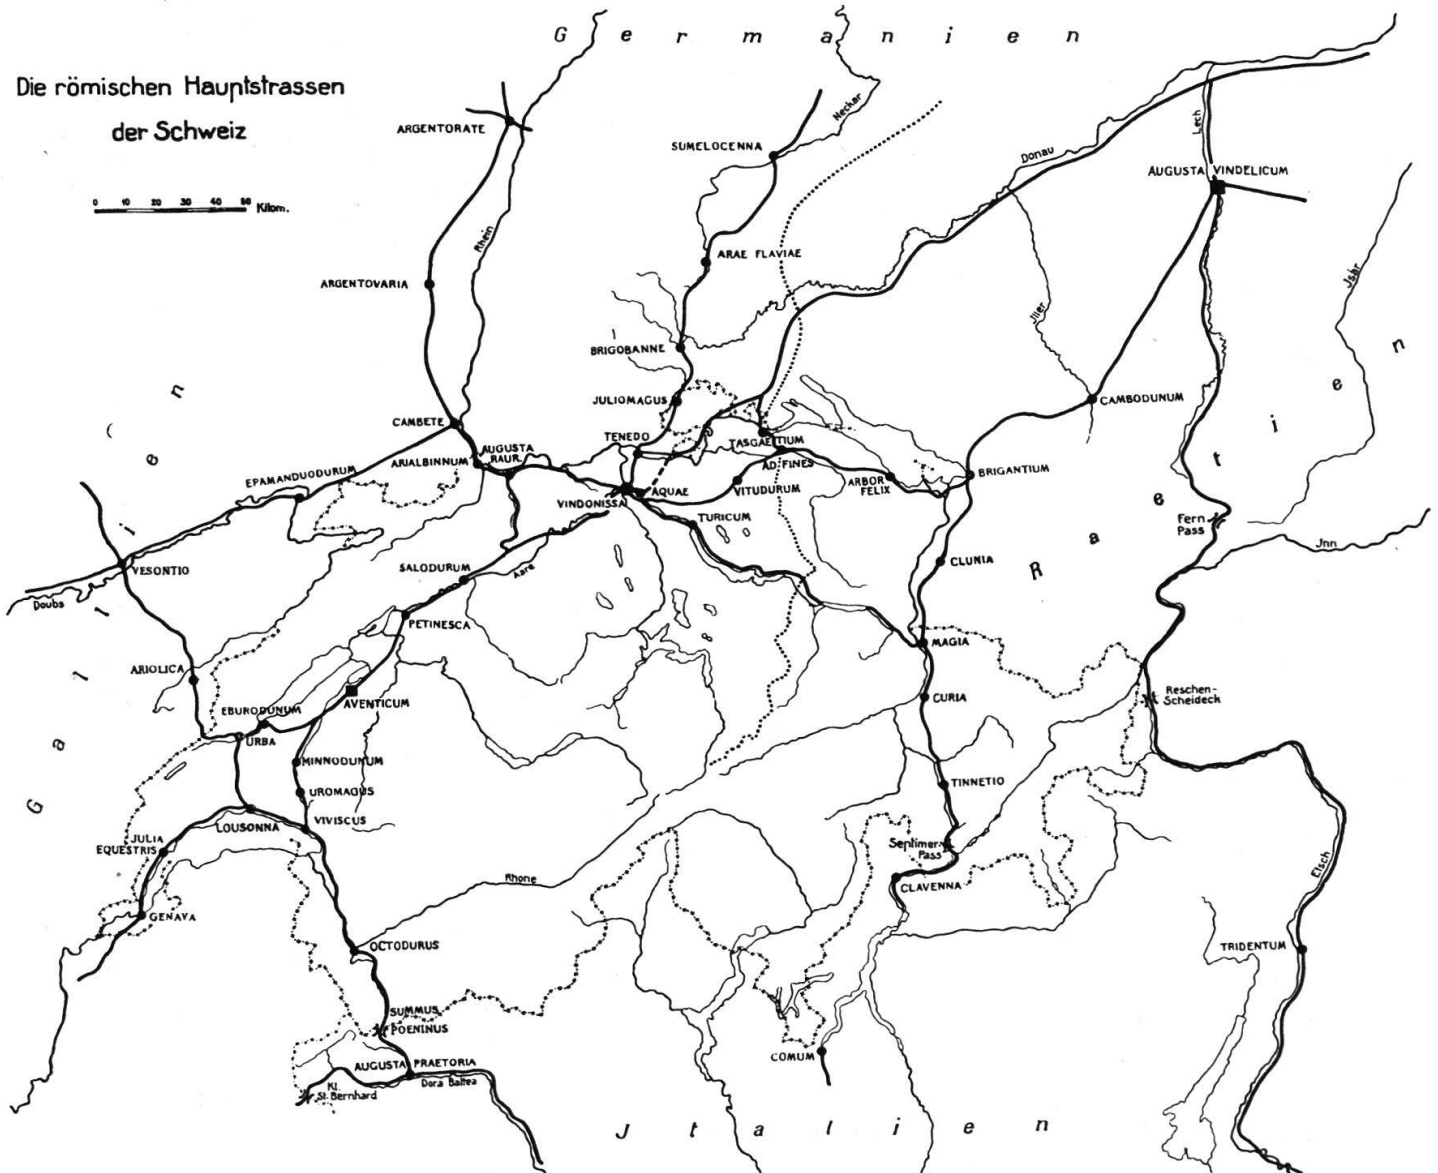 Germanien
Die römischen Hauptstrassen
der Schweiz
0 10 20 30 40 50 Kilom.
ARGENTORATE
SUMELOCENNA
Neckar
Donau
Lech
AUGUSTA VINDELICUM
Rhein
ARAE FLAVIAE
ARGENTOVARIA
Jsar
Jller
BRIGOBANNE
JULIOMAGUS
CAMBODUNUM
CAMBETE
TENEDO
TASGAETIUM
AUGUSTA
RAUR.
ARIALBINNUM
EPAMANDUODURUM
AD FINES
BRIGANTIUM
ARBOR
FELIX
VITUDURUM
AQUAE
VINDONISSA
TURICUM
Fern
Pass
Jnn
Raetien
CLUNIA
VESONTIO
SALODURUM
Aare
Doubs
PETINESCA
MAGIA
ARIOLICA
CURIA
Reschen-
Scheideck
AVENTICUM
EBURODUNUM
URBA
Gallien
MINNODUNUM
TINNETIO
UROMAGUS
VIVISCUS
LOUSONNA
JULIA
EQUESTRIS
Septimer-
Pass
Etsch
Rhone
CLAVENNA
GENAVA
OCTODURUS
TRIDENTUM
SUMMUS
POENINUS
COMUM
AUGUSTA PRAETORIA
Dora Baltea
Kl.
St. Bernhard
Jtalien